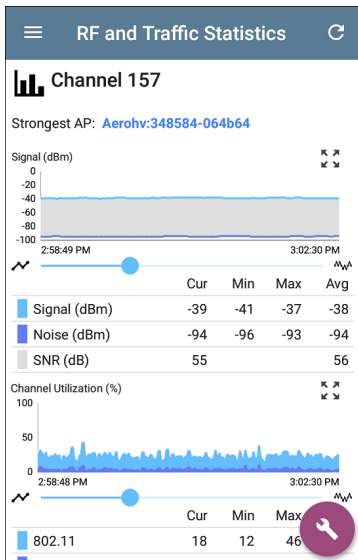 RF and Traffic Statistics
Channel 157
Strongest AP: Aerohv:348584-064b64
Signal (dBm)
0
-20
-40
-60
-80
-100
2:58:49 PM 3:02:30 PM
Cur Min Max Avg
Signal (dBm) -39 -41 -37 -38
Noise (dBm) -94 -96 -93 -94
SNR (dB) 55 56
Channel Utilization (%)
100
50
0
2:58:48 PM 3:02:30 PM
Cur Min Max
802.11 18 12 46